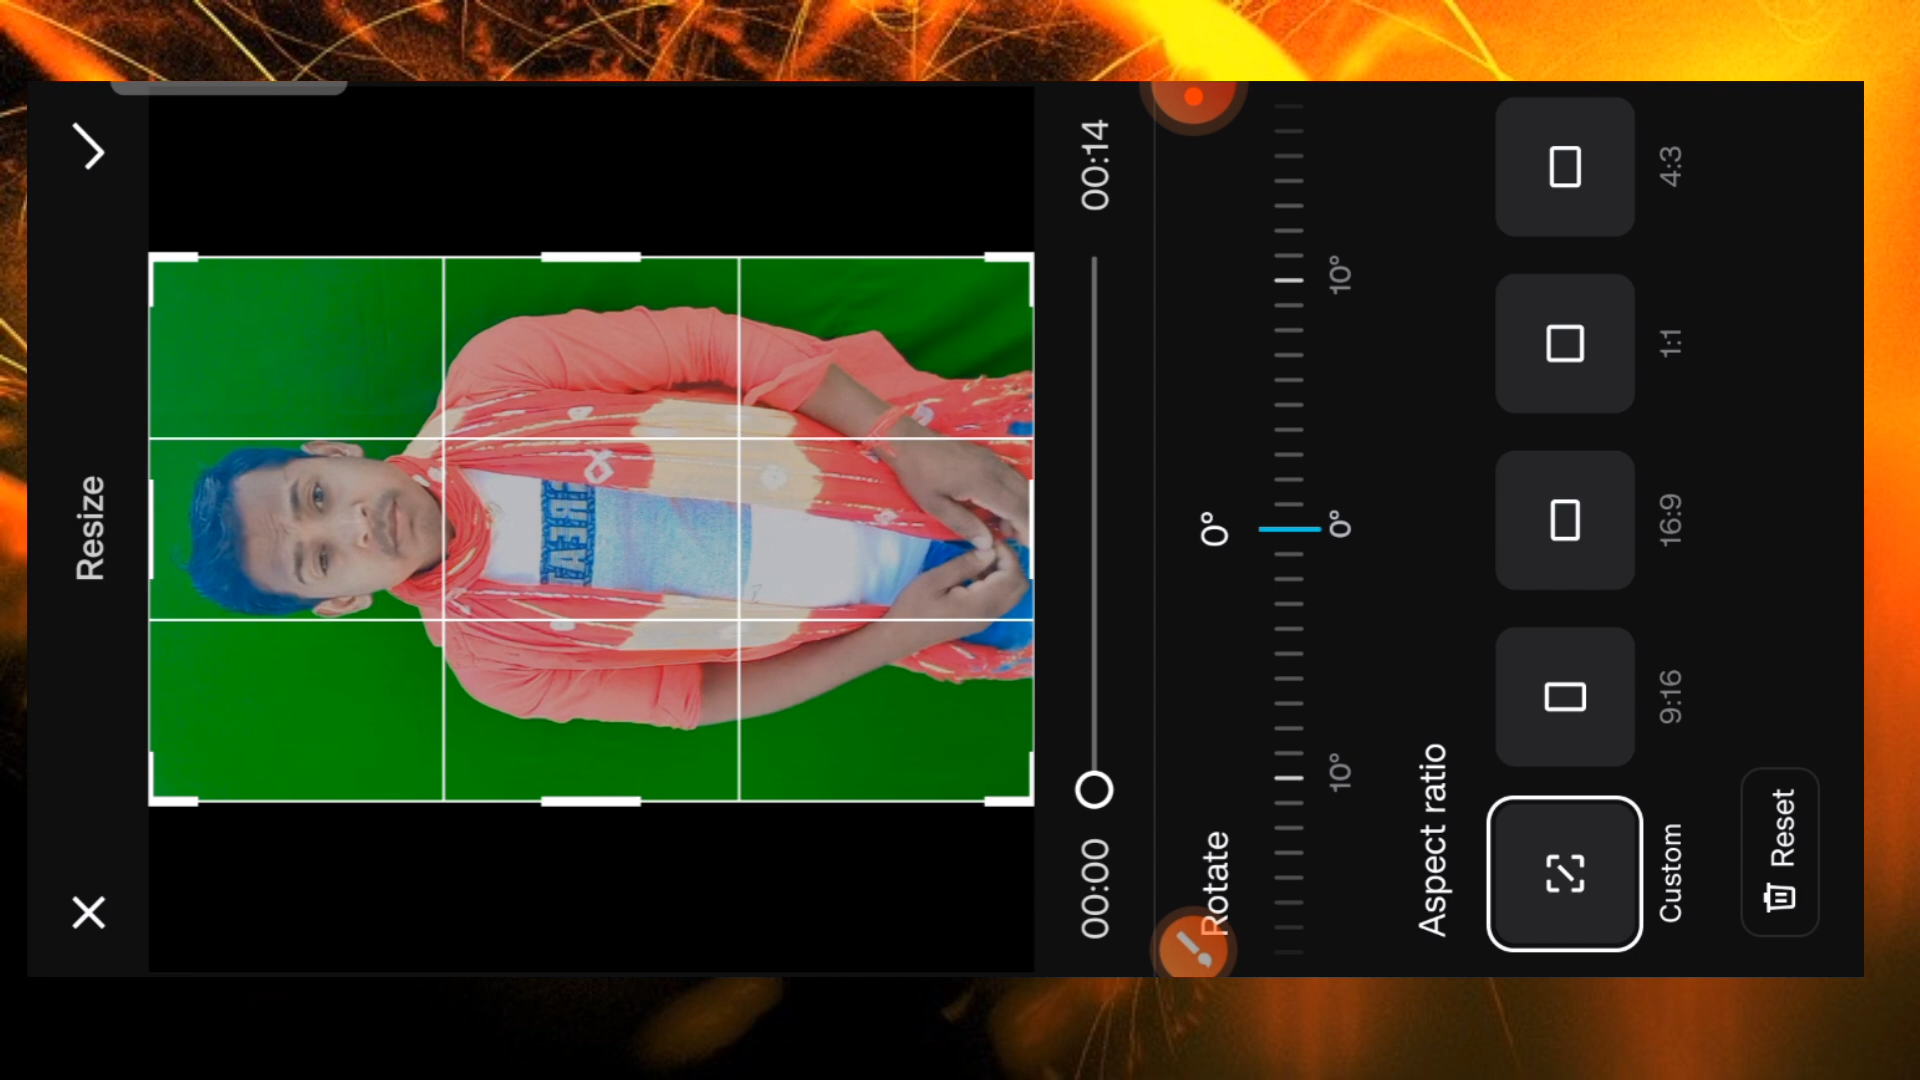 Resize
REA
00:00
00:14
Rotate
0°
10°
0°
10°
Aspect ratio
Custom
9:16
16:9
1:1
4:3
Reset